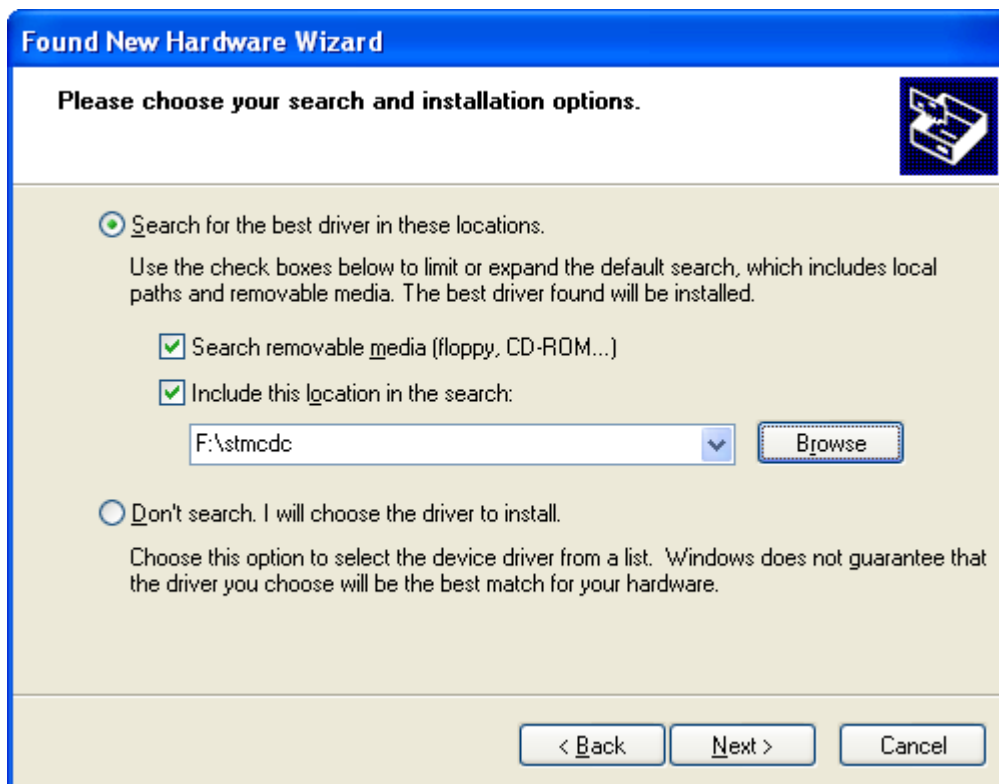 Found New Hardware Wizard
Please choose your search and installation options.
Search for the best driver in these locations.
Use the check boxes below to limit or expand the default search, which includes local
paths and removable media. The best driver found will be installed.
Search removable media (floppy, CD-ROM...)
Include this location in the search:
F:\stmcdc
Browse
Don't search. I will choose the driver to install.
Choose this option to select the device driver from a list.  Windows does not guarantee that
the driver you choose will be the best match for your hardware.
< Back
Next >
Cancel